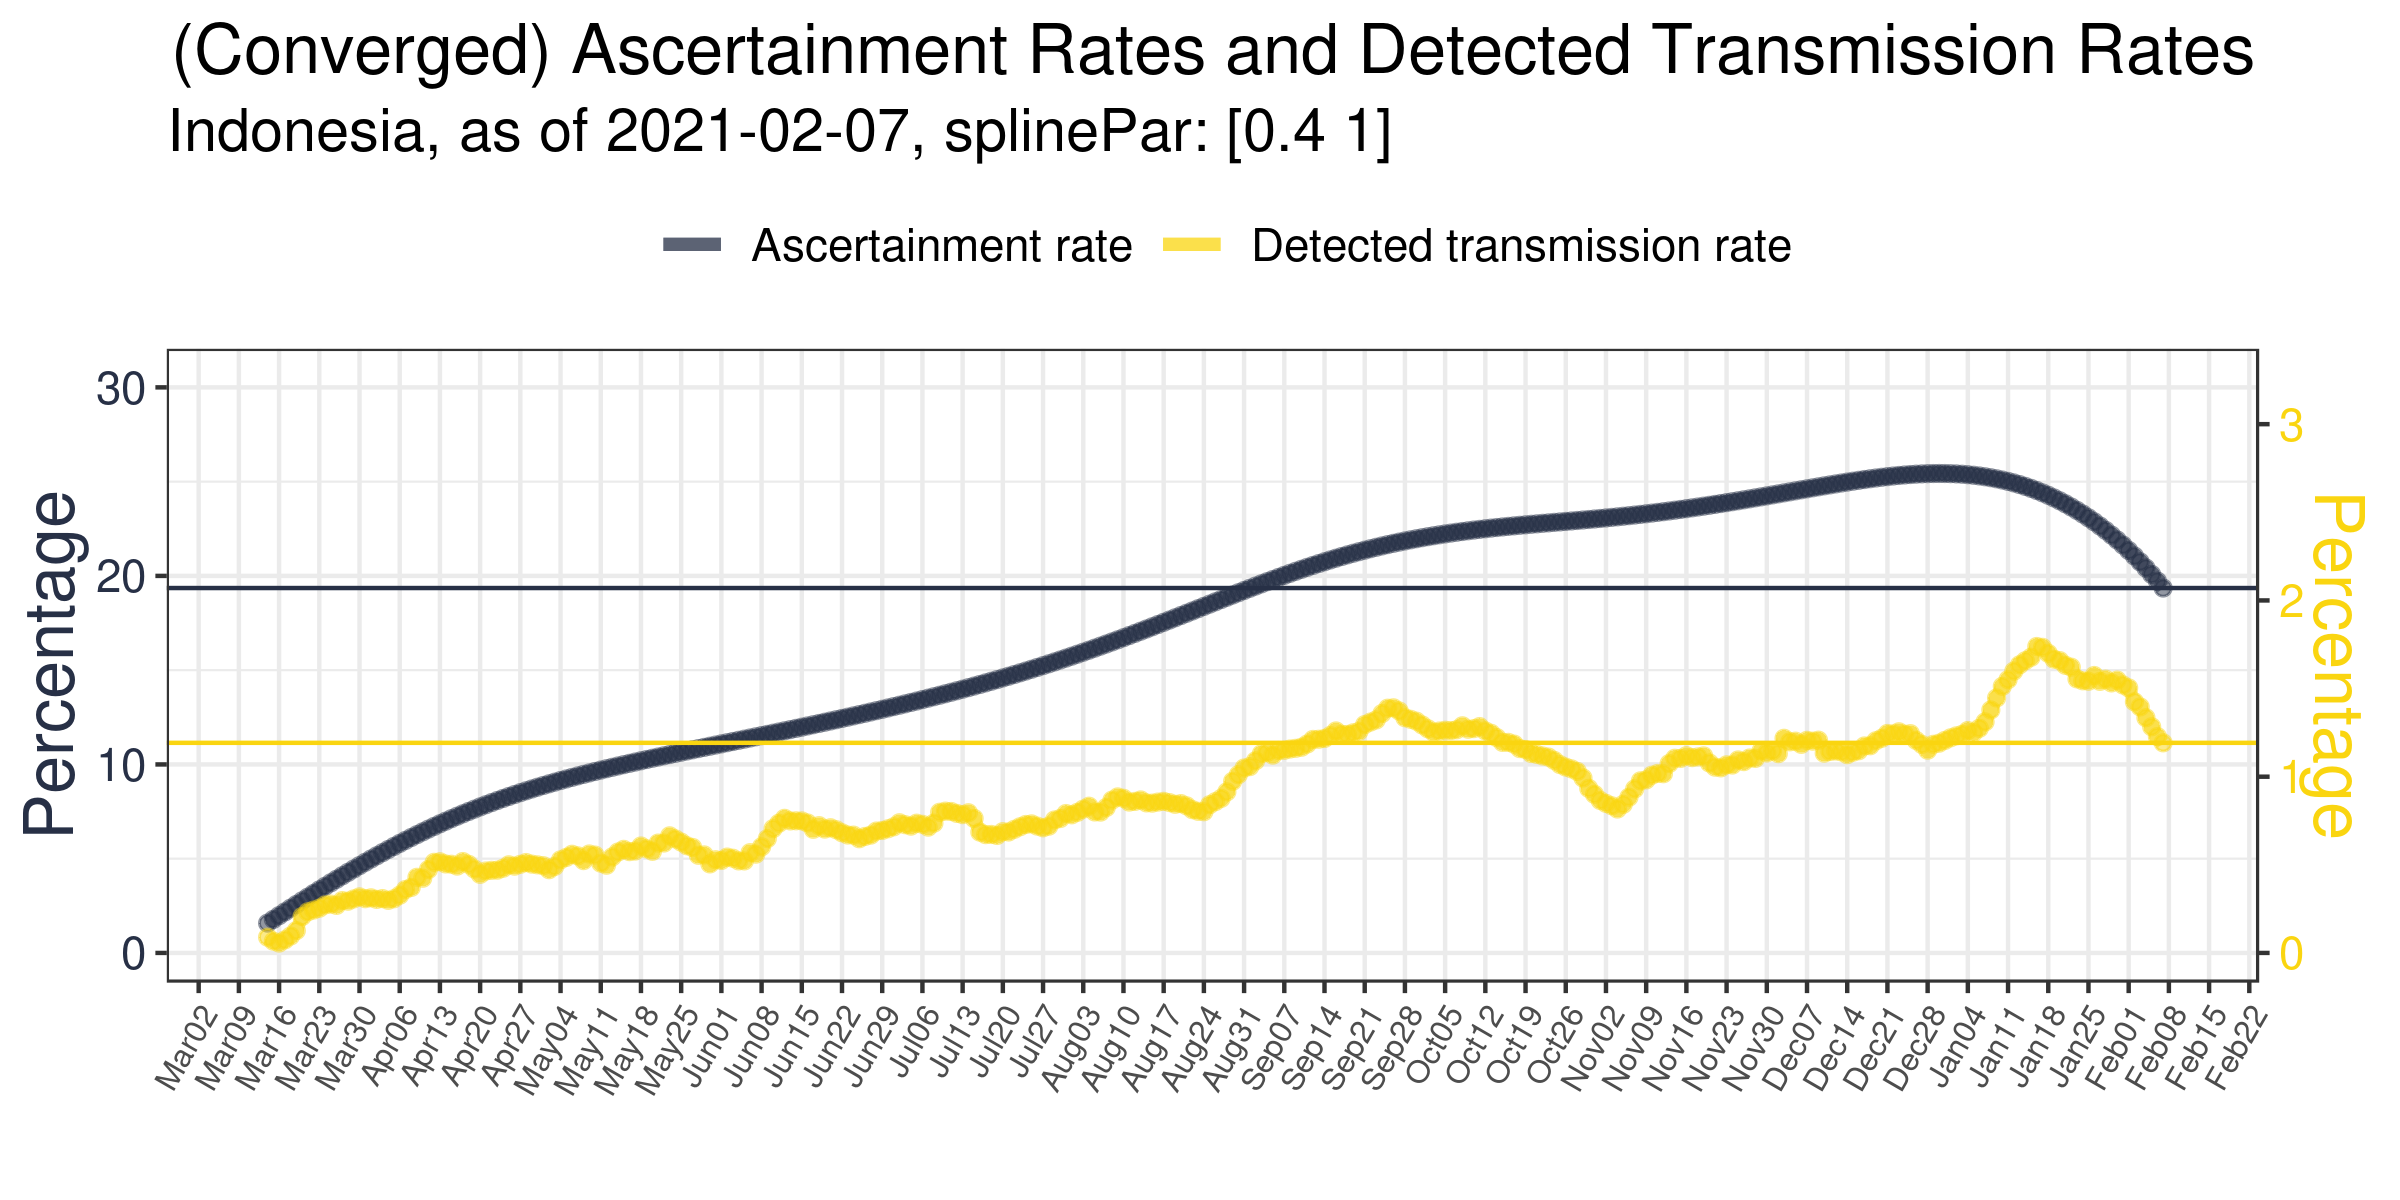 (Converged) Ascertainment Rates and Detected Transmission Rates
Indonesia, as of 2021-02-07, splinePar: [0.4 1]
Ascertainment rate
Detected transmission rate
Percentage
30
20
10
0
3
2
1
0
Percentage
Mar02
Mar09
Mar16
Mar23
Mar30
Apr06
Apr13
Apr20
Apr27
May04
May11
May18
May25
Jun01
Jun08
Jun15
Jun22
Jun29
Jul06
Jul13
Jul20
Jul27
Aug03
Aug10
Aug17
Aug24
Aug31
Sep07
Sep14
Sep21
Sep28
Oct05
Oct12
Oct19
Oct26
Nov02
Nov09
Nov16
Nov23
Nov30
Dec07
Dec14
Dec21
Dec28
Jan04
Jan11
Jan18
Jan25
Feb01
Feb08
Feb15
Feb22